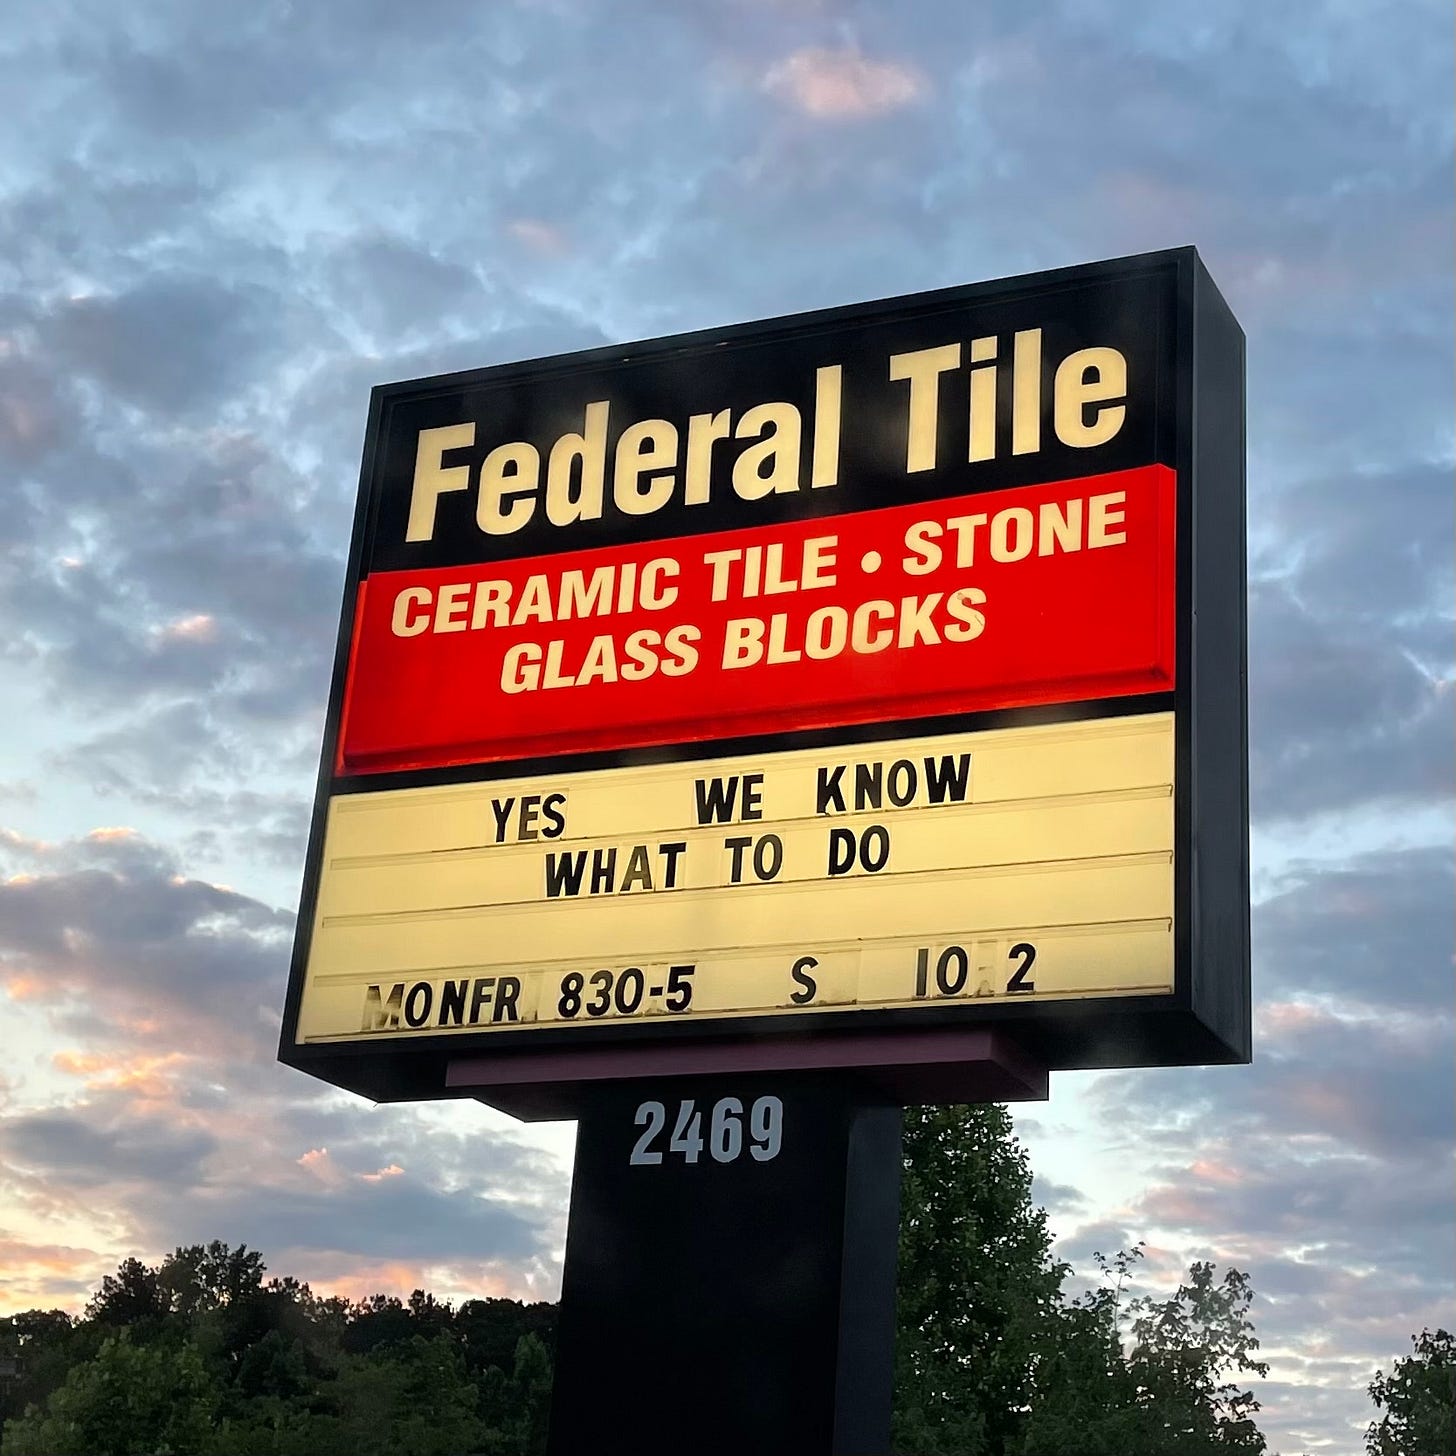 Federal Tile
CERAMIC TILE • STONE
GLASS BLOCKS
YES WE KNOW
WHAT TO DO
MONFR 830-5 S 10-2
2469